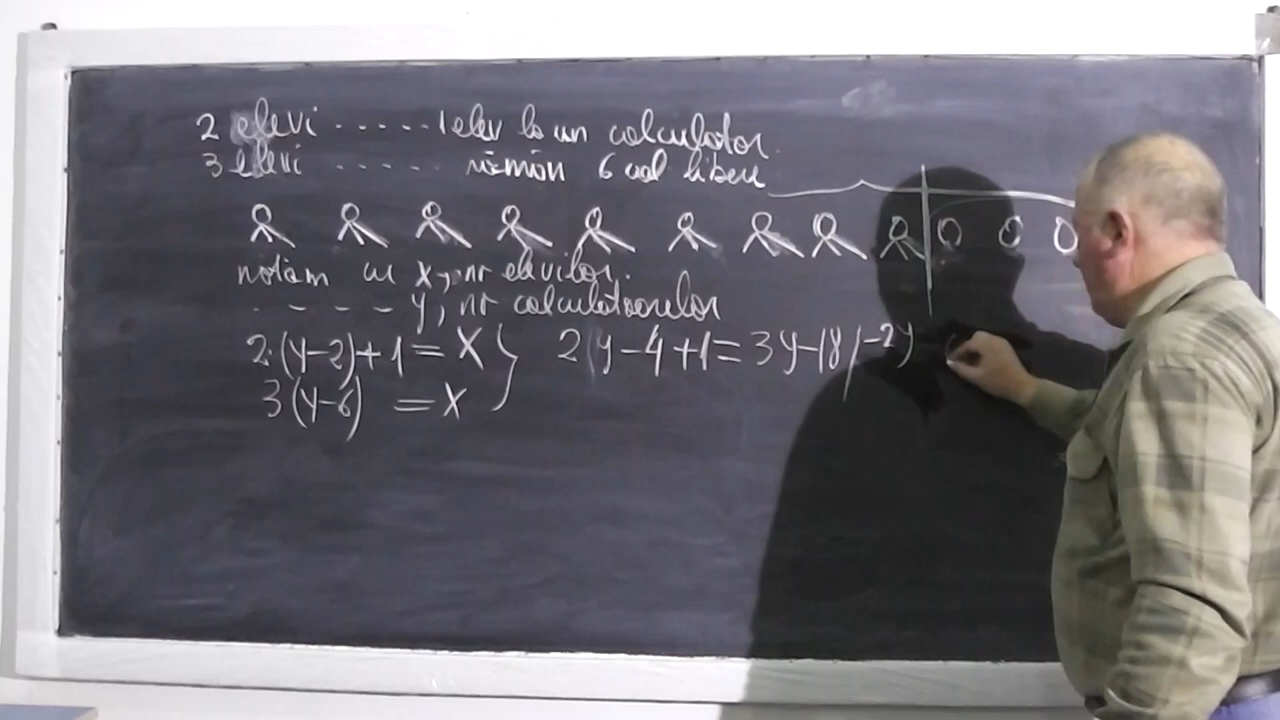 2 elevi ..... 1 elev la un calculator.
3 elevi ..... rămân 6 cal libere
notăm cu x, nr elevilor.
- - - - y, nr calculatoarelor
2·(y-2)+1=x } 2y-4+1=3y-18 /-2y
3(y-6) =x